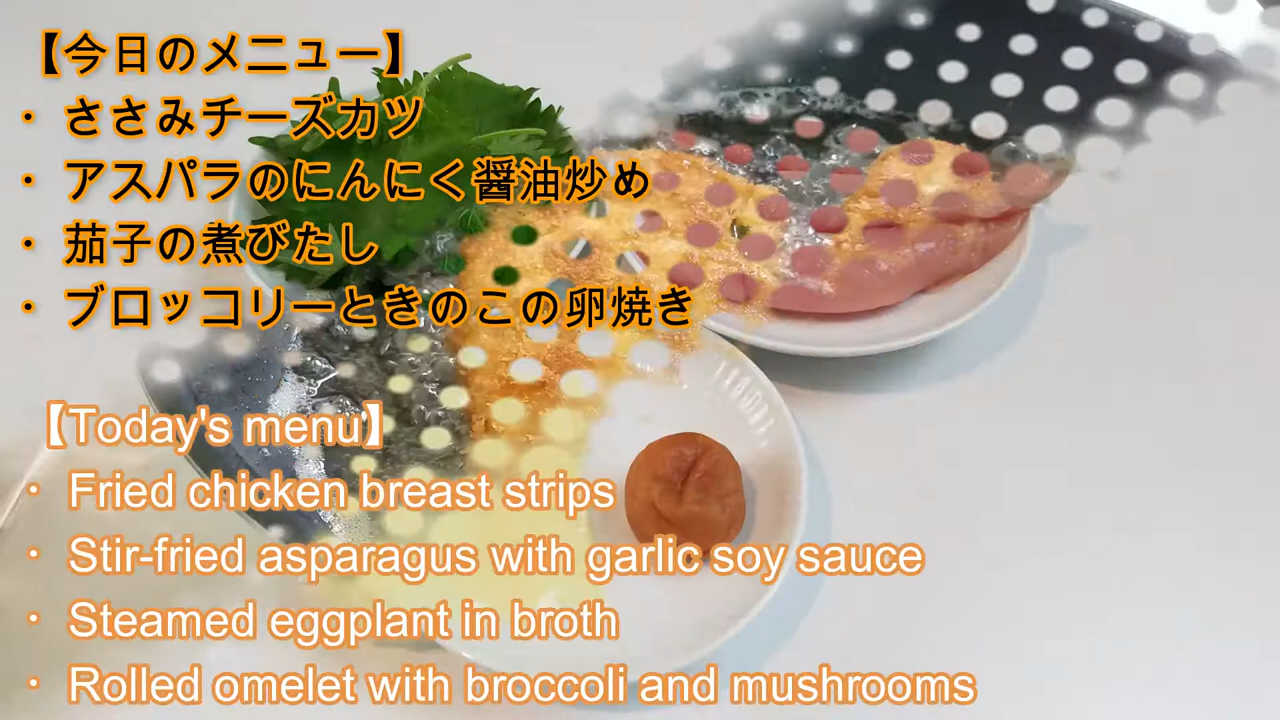 【今日のメニュー】
・ ささみチーズカツ
・ アスパラのにんにく醤油炒め
・ 茄子の煮びたし
・ ブロッコリーときのこの卵焼き
【Today's menu】
・ Fried chicken breast strips
・ Stir-fried asparagus with garlic soy sauce
・ Steamed eggplant in broth
・ Rolled omelet with broccoli and mushrooms